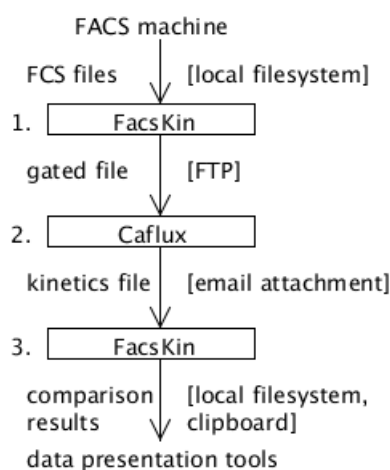 FACS machine
FCS files [local filesystem]
1. FacsKin
gated file [FTP]
2. Caflux
kinetics file [email attachment]
3. FacsKin
comparison [local filesystem,
results clipboard]
data presentation tools